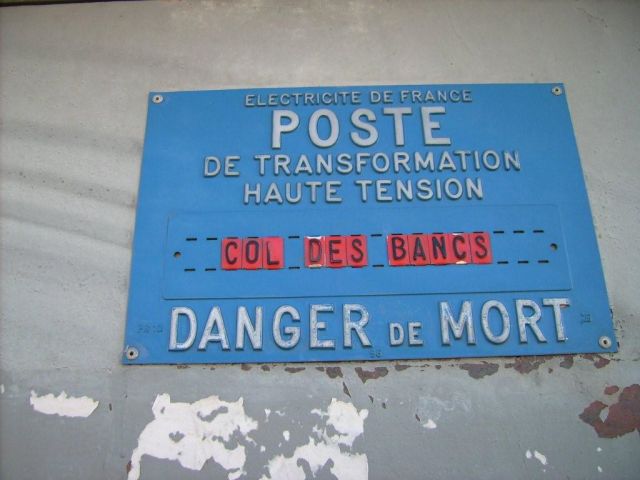 ELECTRICITE DE FRANCE
POSTE
DE TRANSFORMATION
HAUTE TENSION
COL DES BANCS
DANGER DE MORT